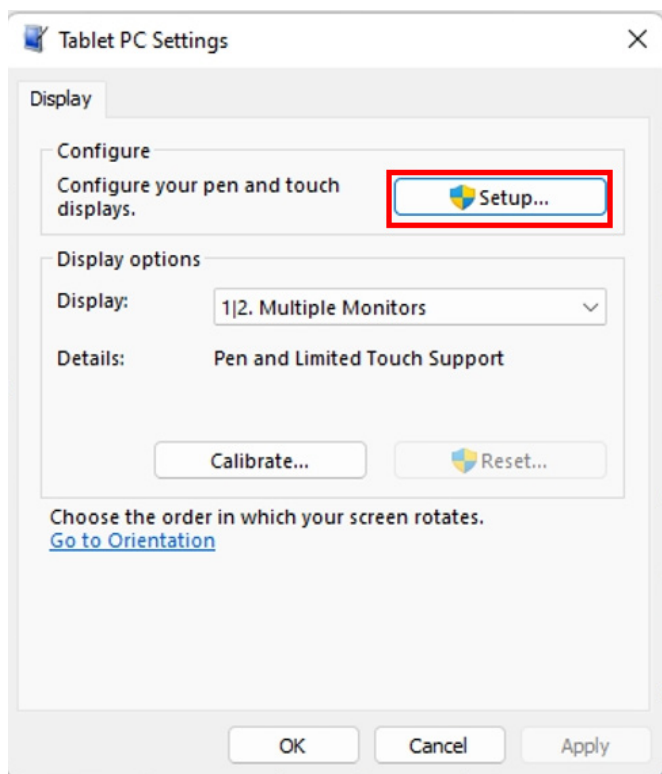 Tablet PC Settings
Display
Configure
Configure your pen and touch
displays.
Setup...
Display options
Display:
1|2. Multiple Monitors
Details:
Pen and Limited Touch Support
Calibrate...
Reset...
Choose the order in which your screen rotates.
Go to Orientation
OK
Cancel
Apply